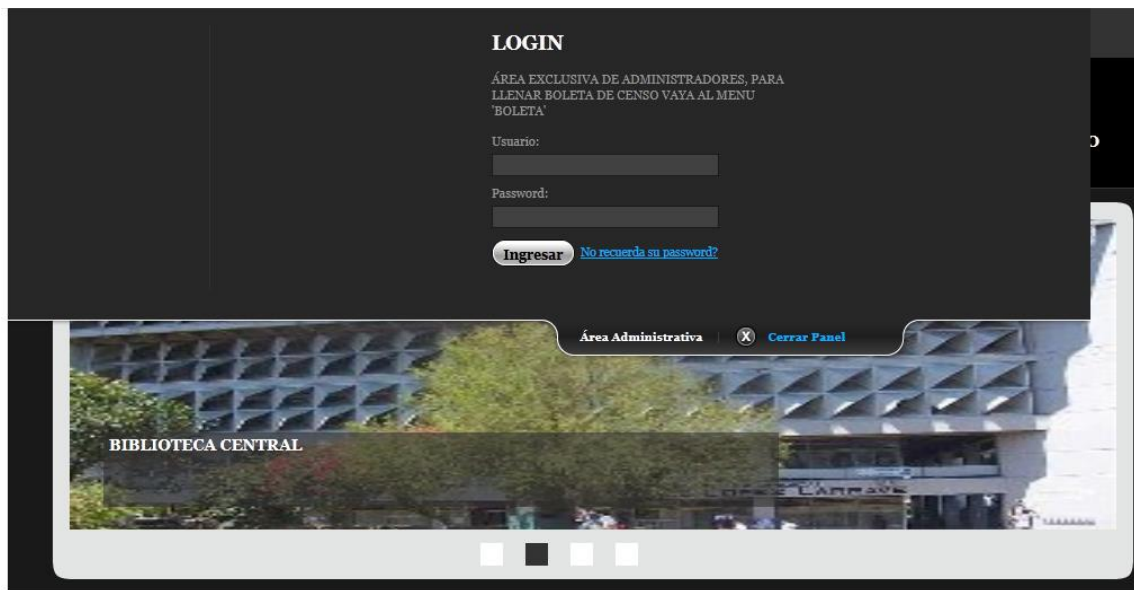 LOGIN
ÁREA EXCLUSIVA DE ADMINISTRADORES, PARA
LLENAR BOLETA DE CENSO VAYA AL MENU
'BOLETA'
O
Usuario:
Password:
Ingresar No recuerda su password?
Área Administrativa X Cerrar Panel
BIBLIOTECA CENTRAL